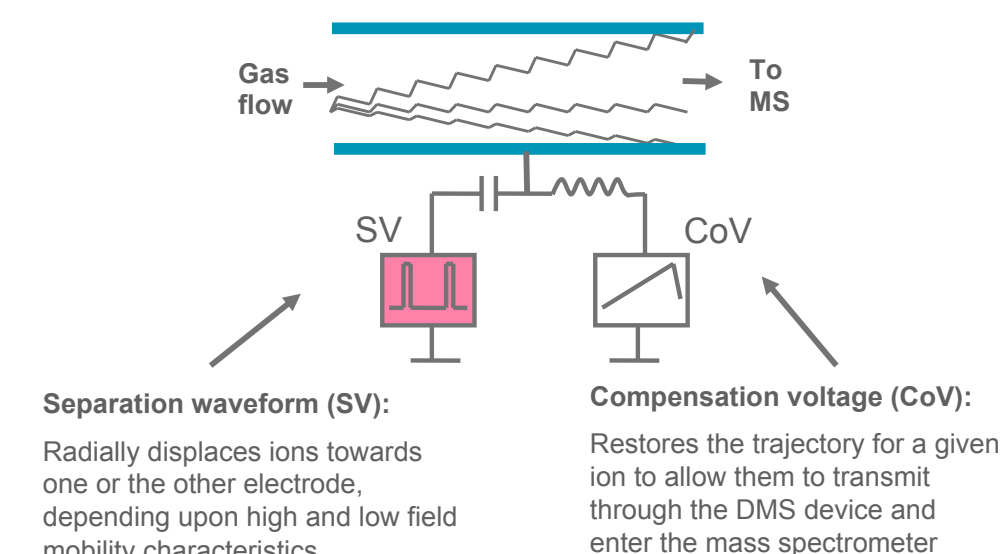 Gas
flow
To
MS
SV
CoV
Separation waveform (SV):
Radially displaces ions towards
one or the other electrode,
depending upon high and low field
mobility characteristics
Compensation voltage (CoV):
Restores the trajectory for a given
ion to allow them to transmit
through the DMS device and
enter the mass spectrometer